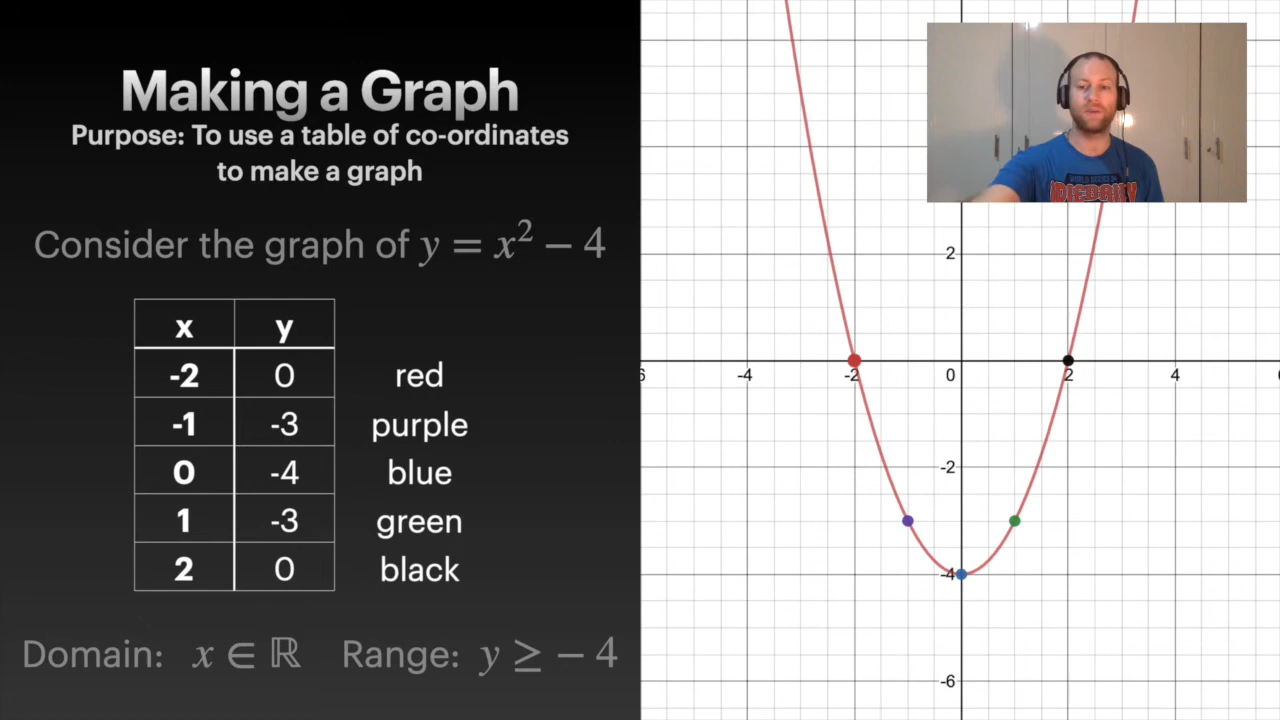 Making a Graph
Purpose: To use a table of co-ordinates
to make a graph
Consider the graph of y = x² − 4
x y
-2 0 red
-1 -3 purple
0 -4 blue
1 -3 green
2 0 black
Domain: x ∈ ℝ Range: y ≥ − 4
2
6 -4 -2 0 2 4 6
-2
-4
-6